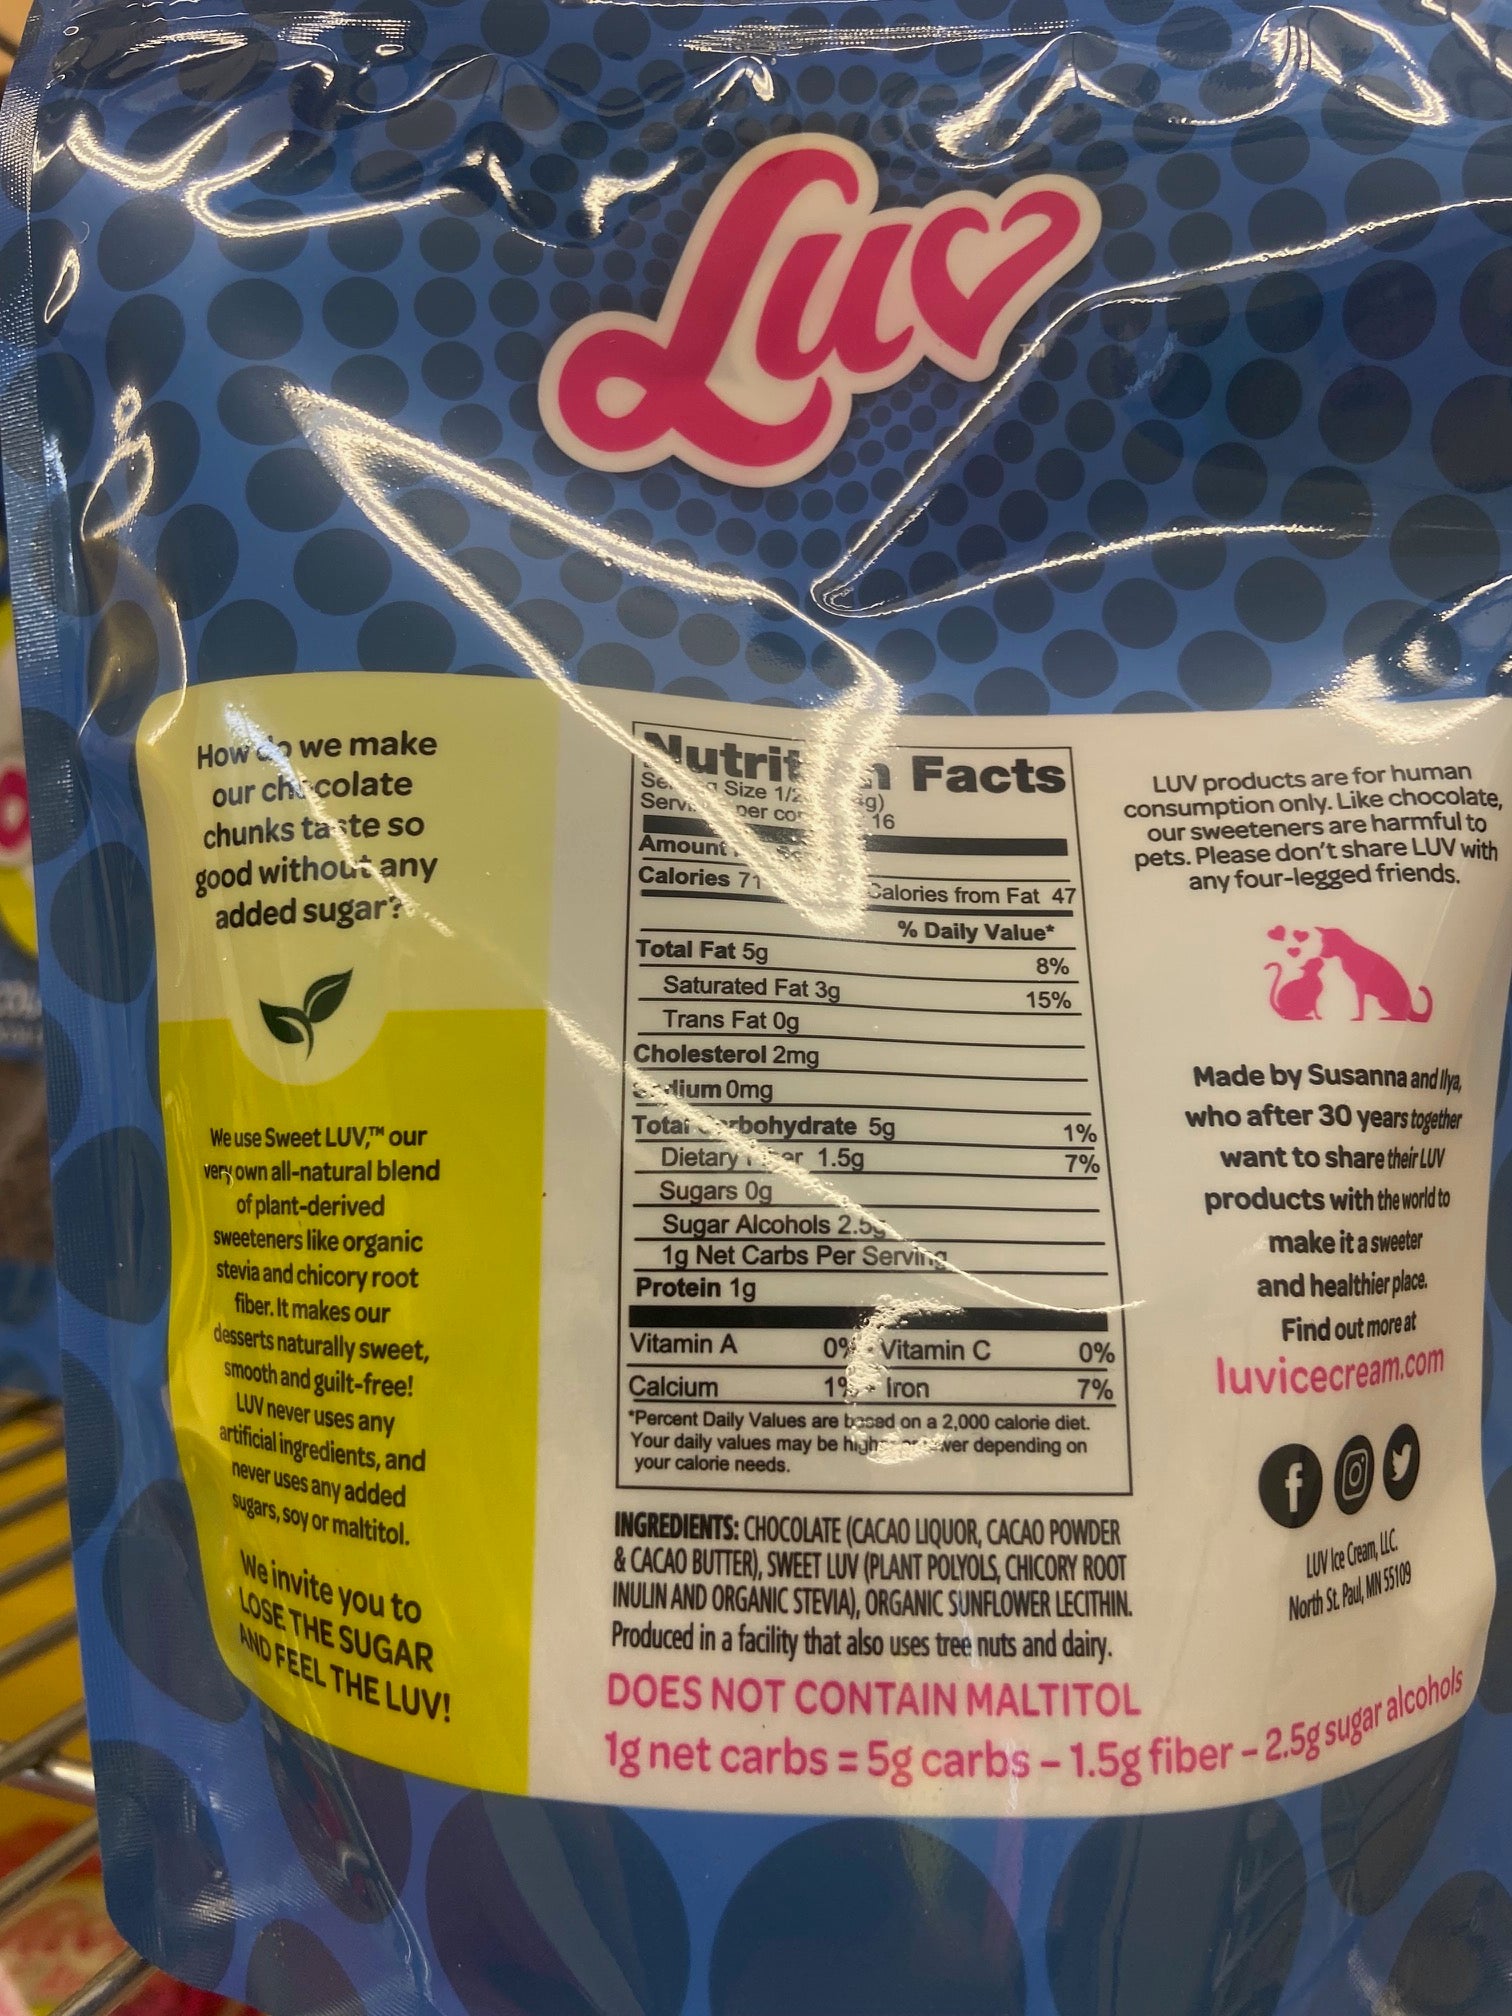 Luv
TM
How do we make
our chocolate
chunks taste so
good without any
added sugar?
We use Sweet LUV,™ our
very own all-natural blend
of plant-derived
sweeteners like organic
stevia and chicory root
fiber. It makes our
desserts naturally sweet,
smooth and guilt-free!
LUV never uses any
artificial ingredients, and
never uses any added
sugars, soy or maltitol.
We invite you to
LOSE THE SUGAR
AND FEEL THE LUV!
Nutrition Facts
Size 1/2 g)
per 16
Amount
Calories 71 Calories from Fat 47
% Daily Value*
Total Fat 5g 8%
Saturated Fat 3g 15%
Trans Fat 0g
Cholesterol 2mg
Sodium 0mg
Total Carbohydrate 5g 1%
Dietary Fiber 1.5g 7%
Sugars 0g
Sugar Alcohols 2.5g
1g Net Carbs Per Serving
Protein 1g
Vitamin A 0% • Vitamin C 0%
Calcium 1% • Iron 7%
*Percent Daily Values are based on a 2,000 calorie diet.
Your daily values may be higher or lower depending on
your calorie needs.
INGREDIENTS: CHOCOLATE (CACAO LIQUOR, CACAO POWDER
& CACAO BUTTER), SWEET LUV (PLANT POLYOLS, CHICORY ROOT
INULIN AND ORGANIC STEVIA), ORGANIC SUNFLOWER LECITHIN.
Produced in a facility that also uses tree nuts and dairy.
DOES NOT CONTAIN MALTITOL
1g net carbs = 5g carbs – 1.5g fiber – 2.5g sugar alcohols
LUV products are for human
consumption only. Like chocolate,
our sweeteners are harmful to
pets. Please don't share LUV with
any four-legged friends.
Made by Susanna and Ilya,
who after 30 years together
want to share their LUV
products with the world to
make it a sweeter
and healthier place.
Find out more at
luvicecream.com
LUV Ice Cream, LLC.
North St. Paul, MN 55109